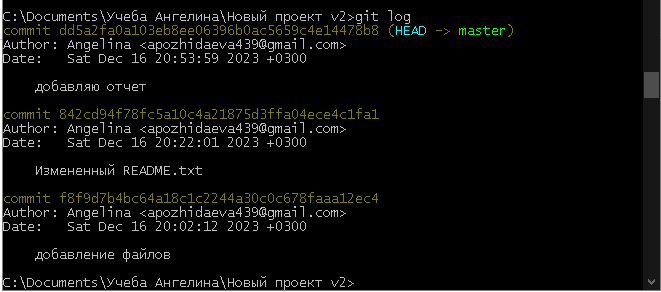 C:\Documents\Учеба Ангелина\Новый проект v2>git log
commit dd5a2fa0a103eb8ee06396b0ac5659c4e14478b8 (HEAD -> master)
Author: Angelina <apozhidaeva439@gmail.com>
Date:   Sat Dec 16 20:53:59 2023 +0300
добавляю отчет
commit 842cd94f78fc5a10c4a21875d3ffa04ece4c1fa1
Author: Angelina <apozhidaeva439@gmail.com>
Date:   Sat Dec 16 20:22:01 2023 +0300
Измененный README.txt
commit f8f9d7b4bc64a18c1c2244a30c0c678faaa12ec4
Author: Angelina <apozhidaeva439@gmail.com>
Date:   Sat Dec 16 20:02:12 2023 +0300
добавление файлов
C:\Documents\Учеба Ангелина\Новый проект v2>